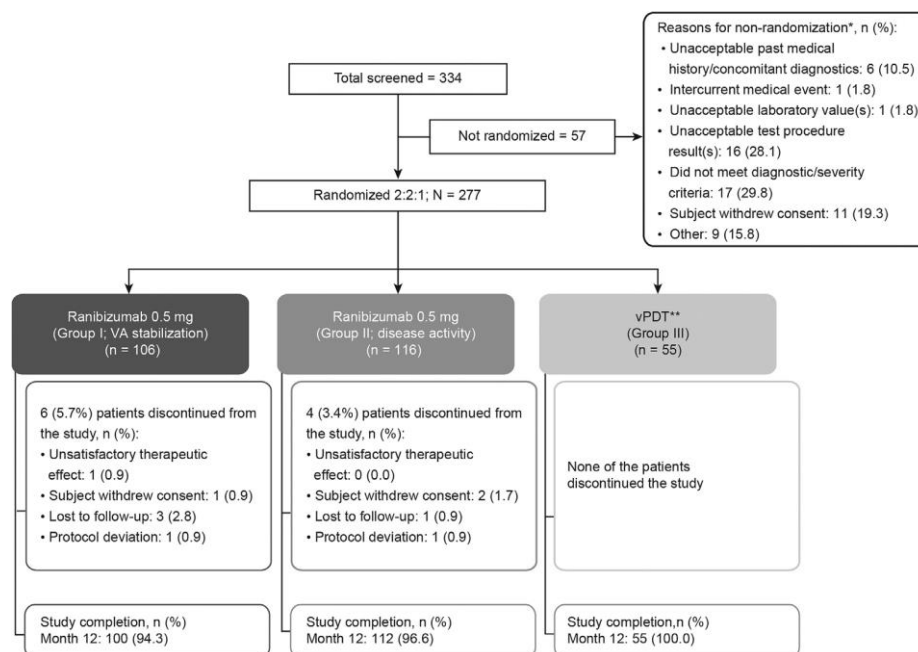 Total screened = 334
Not randomized = 57
Reasons for non-randomization*, n (%):
• Unacceptable past medical
history/concomitant diagnostics: 6 (10.5)
• Intercurrent medical event: 1 (1.8)
• Unacceptable laboratory value(s): 1 (1.8)
• Unacceptable test procedure
result(s): 16 (28.1)
• Did not meet diagnostic/severity
criteria: 17 (29.8)
• Subject withdrew consent: 11 (19.3)
• Other: 9 (15.8)
Randomized 2:2:1; N = 277
Ranibizumab 0.5 mg
(Group I; VA stabilization)
(n = 106)
6 (5.7%) patients discontinued from
the study, n (%):
• Unsatisfactory therapeutic
effect: 1 (0.9)
• Subject withdrew consent: 1 (0.9)
• Lost to follow-up: 3 (2.8)
• Protocol deviation: 1 (0.9)
Study completion, n (%)
Month 12: 100 (94.3)
Ranibizumab 0.5 mg
(Group II; disease activity)
(n = 116)
4 (3.4%) patients discontinued from
the study, n (%):
• Unsatisfactory therapeutic
effect: 0 (0.0)
• Subject withdrew consent: 2 (1.7)
• Lost to follow-up: 1 (0.9)
• Protocol deviation: 1 (0.9)
Study completion, n (%)
Month 12: 112 (96.6)
vPDT**
(Group III)
(n = 55)
None of the patients
discontinued the study
Study completion,n (%)
Month 12: 55 (100.0)